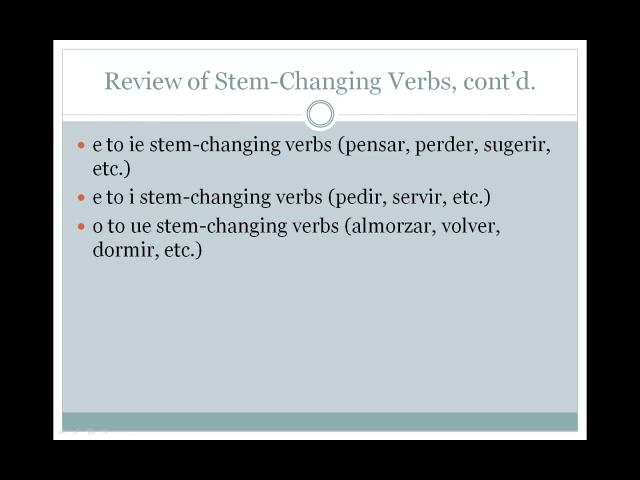 Review of Stem-Changing Verbs, cont’d.
e to ie stem-changing verbs (pensar, perder, sugerir,
etc.)
e to i stem-changing verbs (pedir, servir, etc.)
o to ue stem-changing verbs (almorzar, volver,
dormir, etc.)